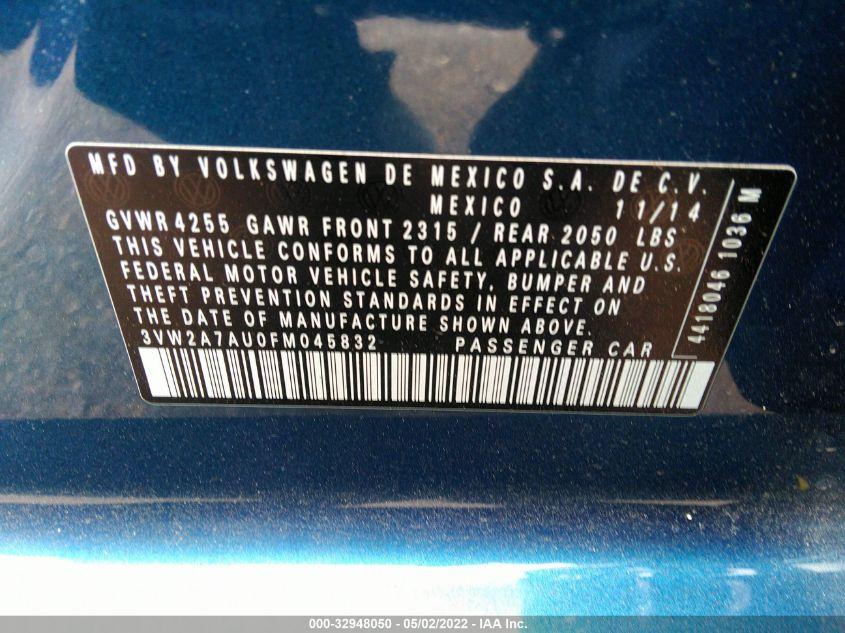 MFD BY VOLKSWAGEN DE MEXICO S.A. DE C.V.
MEXICO 11/14
GVWR 4255 GAWR FRONT 2315 / REAR 2050 LBS
THIS VEHICLE CONFORMS TO ALL APPLICABLE U.S.
FEDERAL MOTOR VEHICLE SAFETY, BUMPER AND
THEFT PREVENTION STANDARDS IN EFFECT ON
THE DATE OF MANUFACTURE SHOWN ABOVE.
3VW2A7AU0FM045832 PASSENGER CAR
4418046 1036 M
000-32948050 - 05/02/2022 - IAA Inc.